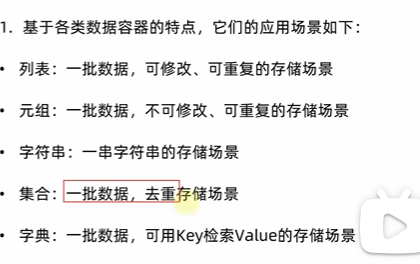 1. 基于各类数据容器的特点，它们的应用场景如下：
• 列表：一批数据，可修改、可重复的存储场景
• 元组：一批数据，不可修改、可重复的存储场景
• 字符串：一串字符串的存储场景
• 集合：一批数据，去重存储场景
• 字典：一批数据，可用Key检索Value的存储场景